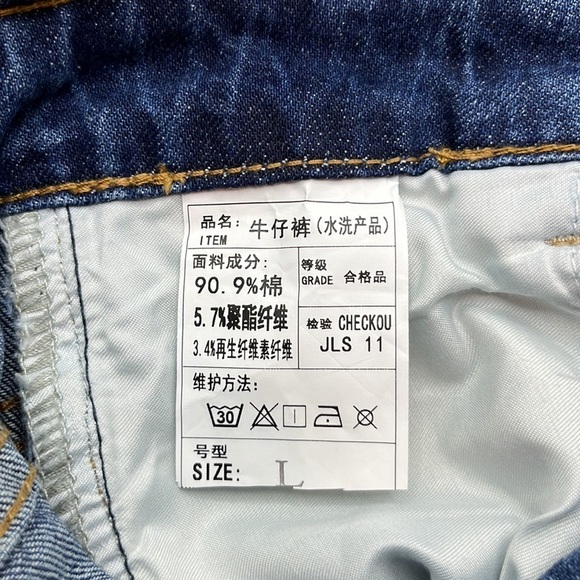 品名: 牛仔裤(水洗产品)
ITEM
面料成分:
90.9%棉
5.7%聚酯纤维
3.4%再生纤维素纤维
等级
GRADE 合格品
检验 CHECKOU
JLS 11
维护方法:
30
号型
SIZE: L